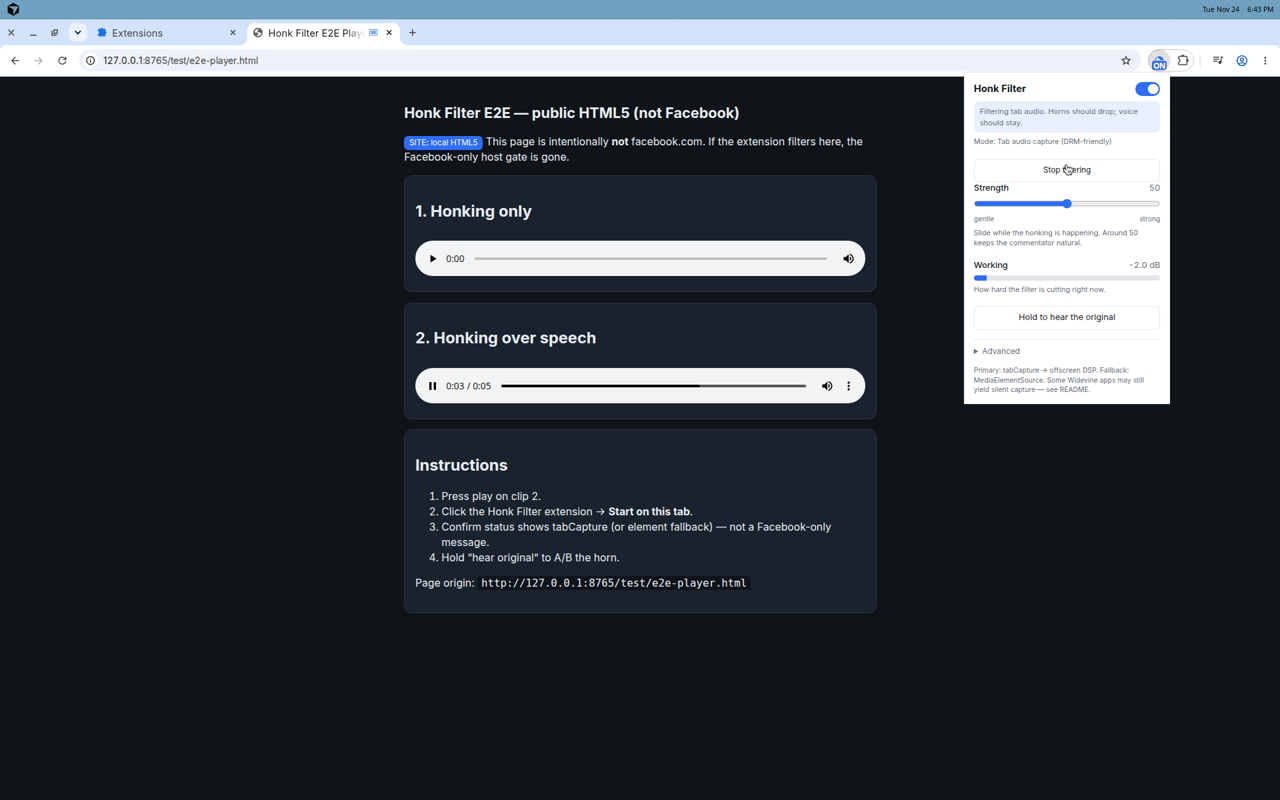 Tue Nov 24 6:43 PM
Extensions
Honk Filter E2E Play
127.0.0.1:8765/test/e2e-player.html
ON
Honk Filter E2E — public HTML5 (not Facebook)
SITE: local HTML5 This page is intentionally not facebook.com. If the extension filters here, the
Facebook-only host gate is gone.
1. Honking only
0:00
2. Honking over speech
0:03 / 0:05
Instructions
1. Press play on clip 2.
2. Click the Honk Filter extension → Start on this tab.
3. Confirm status shows tabCapture (or element fallback) — not a Facebook-only
message.
4. Hold “hear original” to A/B the horn.
Page origin: http://127.0.0.1:8765/test/e2e-player.html
Honk Filter
Filtering tab audio. Horns should drop; voice
should stay.
Mode: Tab audio capture (DRM-friendly)
Stop
Strength 50
gentle strong
Slide while the honking is happening. Around 50
keeps the commentator natural.
Working -2.0 dB
How hard the filter is cutting right now.
Hold to hear the original
Advanced
Primary: tabCapture → offscreen DSP. Fallback:
MediaElementSource. Some Widevine apps may still
yield silent capture — see README.